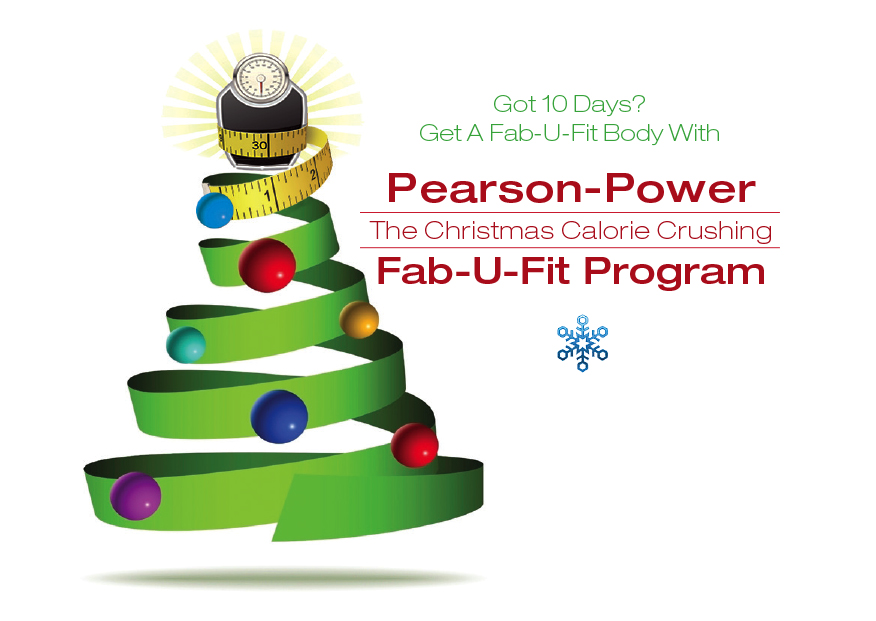 Got 10 Days?
Get A Fab-U-Fit Body With
Pearson-Power
The Christmas Calorie Crushing
Fab-U-Fit Program
30
1
2